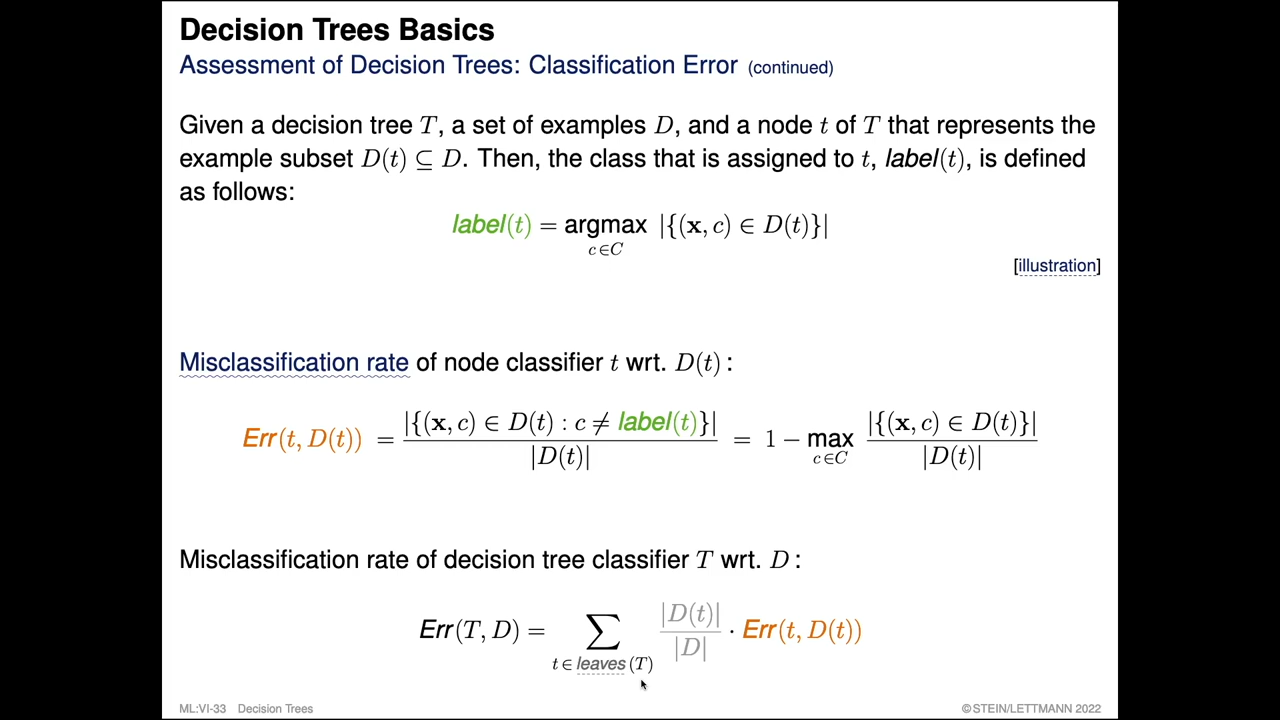 Decision Trees Basics
Assessment of Decision Trees: Classification Error (continued)
Given a decision tree T, a set of examples D, and a node t of T that represents the
example subset D(t) ⊆ D. Then, the class that is assigned to t, label(t), is defined
as follows:
label(t) = argmax_{c∈C} |{(x, c) ∈ D(t)}|
[illustration]
Misclassification rate of node classifier t wrt. D(t):
Err(t, D(t)) = |{(x, c) ∈ D(t) : c ≠ label(t)}| / |D(t)| = 1 − max_{c∈C} |{(x, c) ∈ D(t)}| / |D(t)|
Misclassification rate of decision tree classifier T wrt. D:
Err(T, D) = ∑_{t∈leaves(T)} |D(t)| / |D| · Err(t, D(t))
ML:VI-33 Decision Trees ©STEIN/LETTMANN 2022